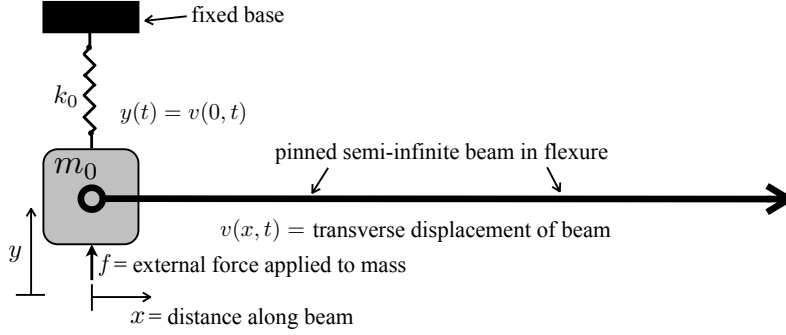 fixed base
k₀
y(t) = v(0, t)
m₀
pinned semi-infinite beam in flexure
v(x, t) = transverse displacement of beam
y
f = external force applied to mass
x = distance along beam